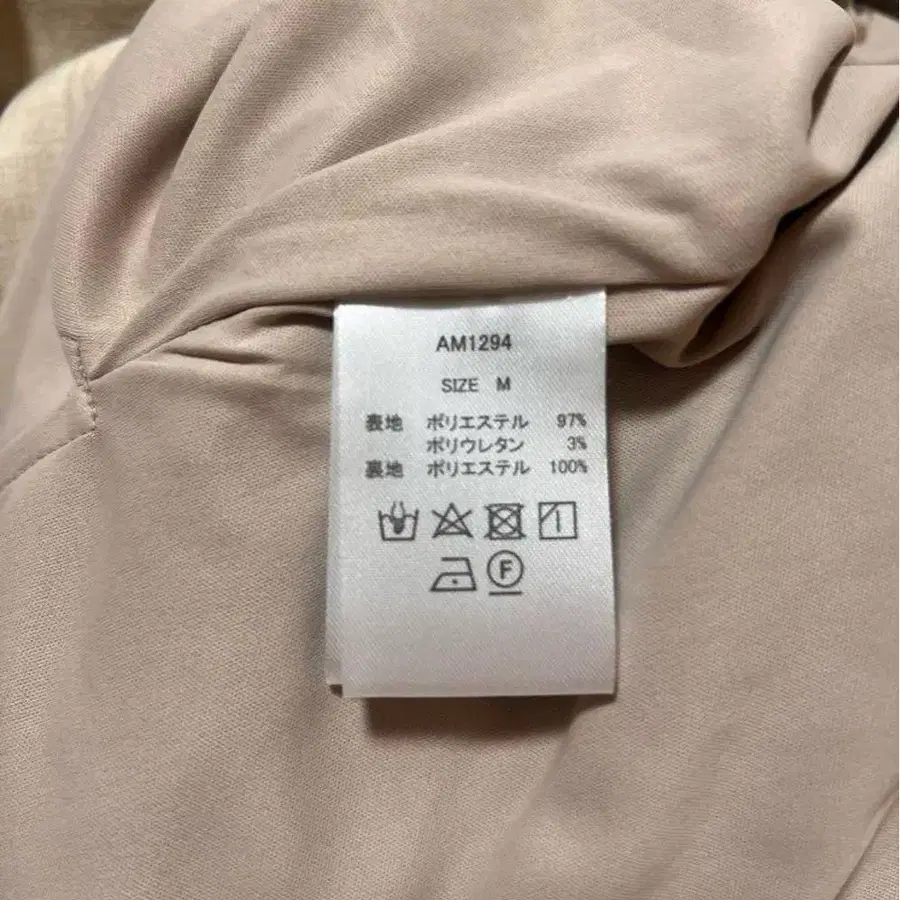 AM1294
SIZE M
表地 ポリエステル 97%
ポリウレタン 3%
裏地 ポリエステル 100%
F